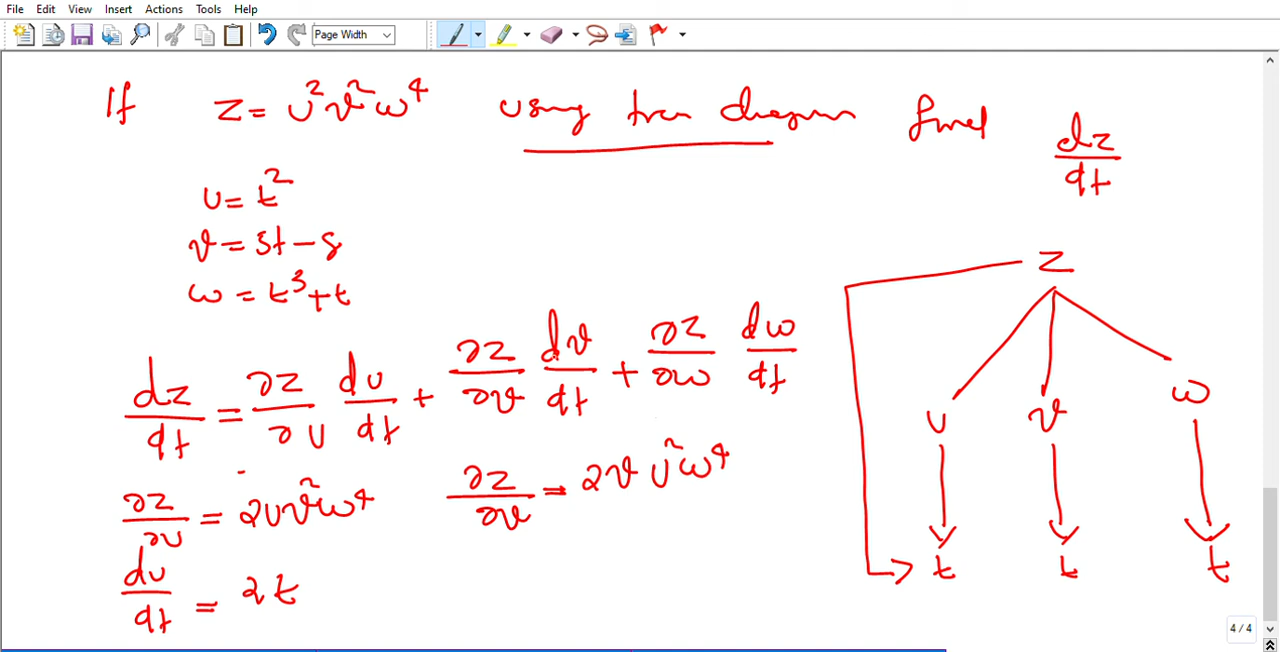 File Edit View Insert Actions Tools Help
Page Width
If z = u²v²w⁴ using tree diagram find dz/dt
u = t²
v = 5t - 8
w = t³ + t
dz/dt = ∂z/∂u du/dt + ∂z/∂v dv/dt + ∂z/∂w dw/dt
∂z/∂u = 2uv²w⁴ ∂z/∂v = 2v u²w⁴
du/dt = 2t
z
u v w
t t t
4 / 4